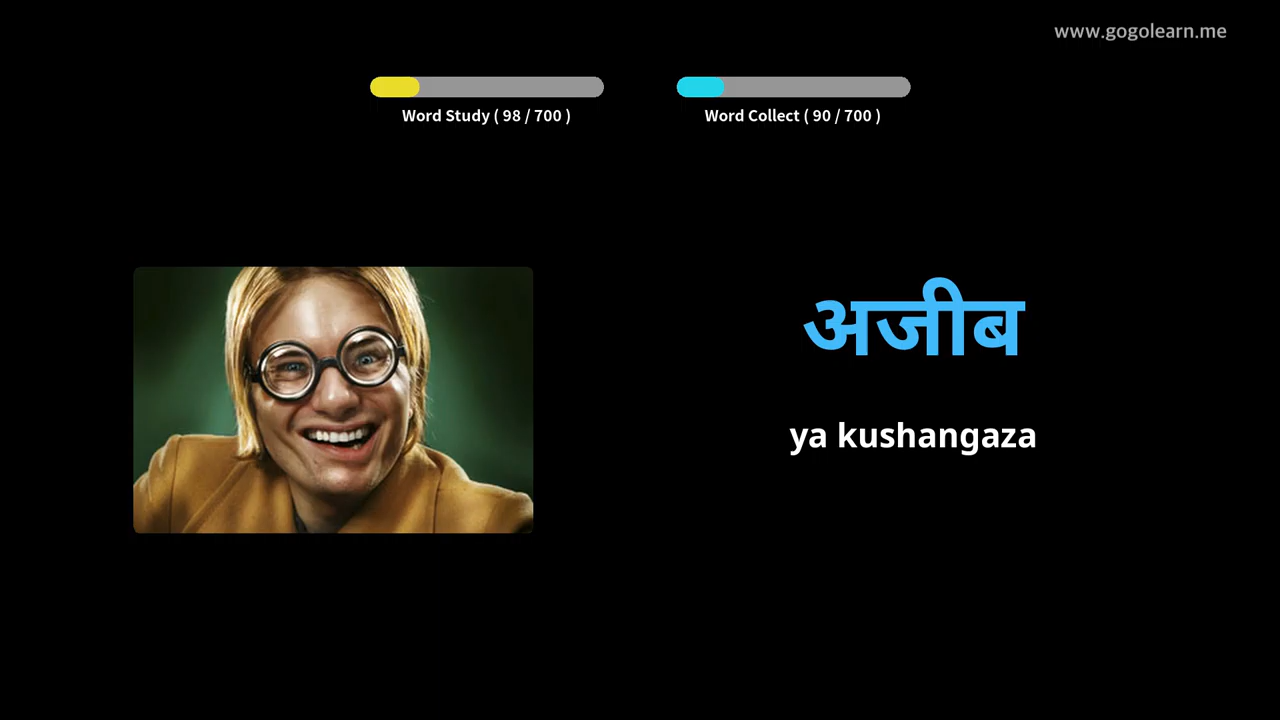 www.gogolearn.me
Word Study ( 98 / 700 )
Word Collect ( 90 / 700 )
अजीब
ya kushangaza